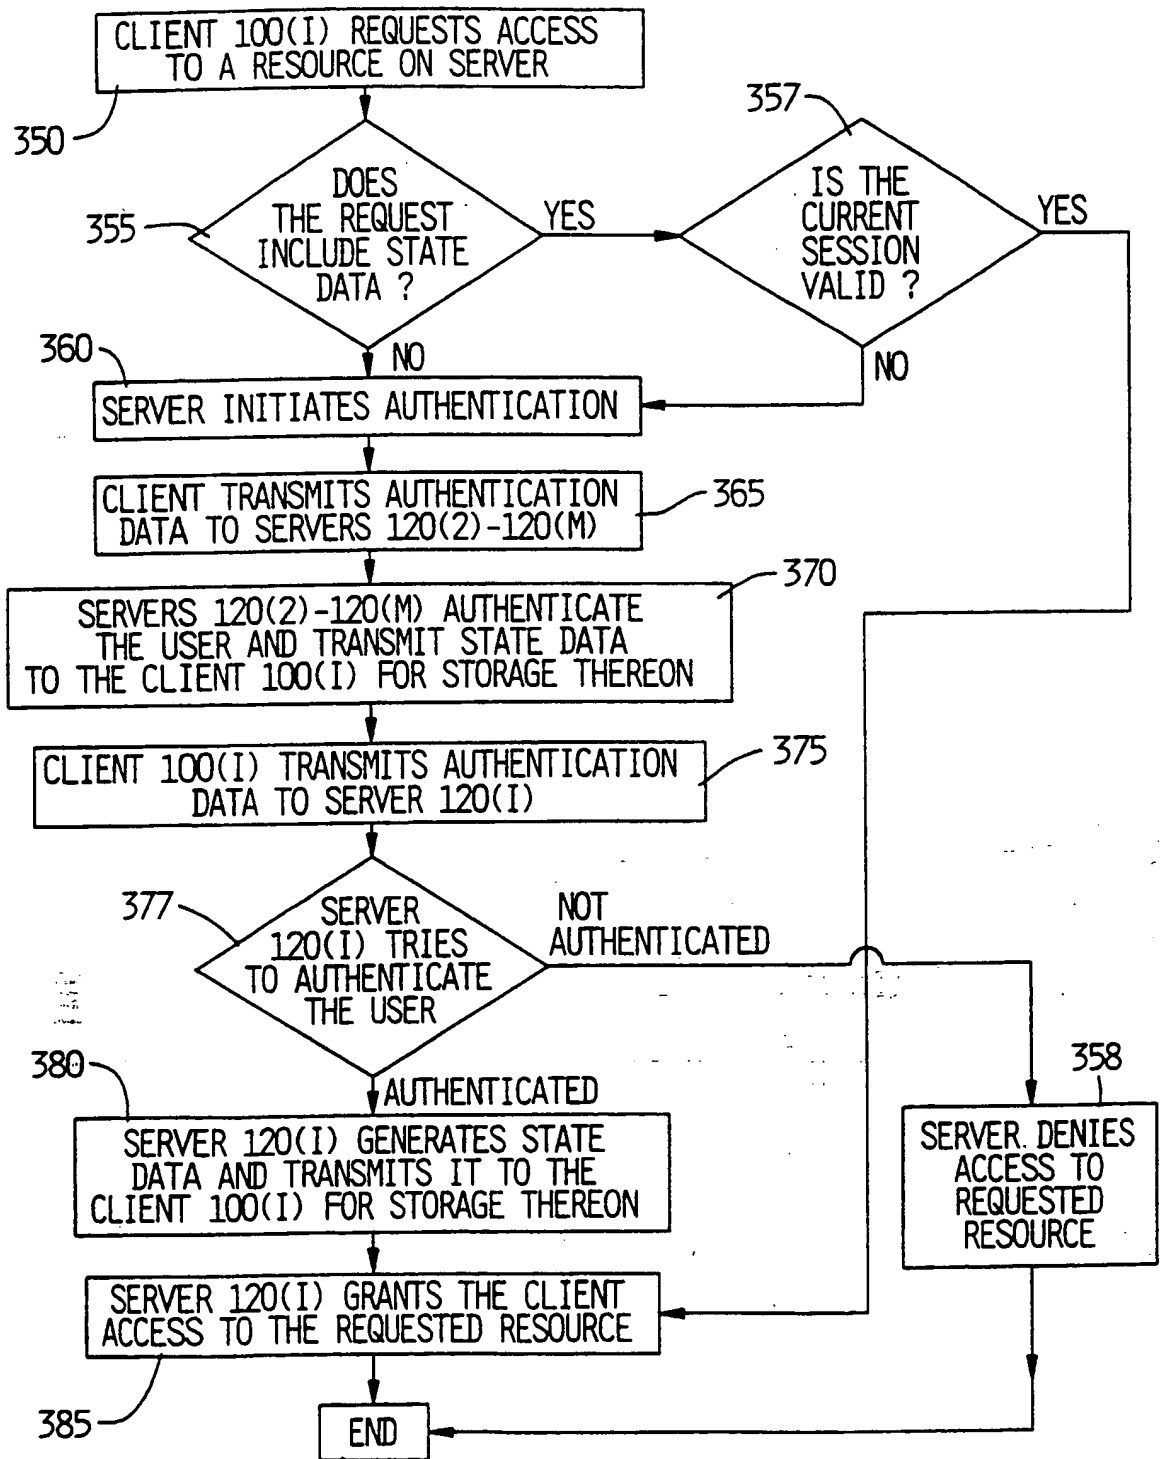 CLIENT 100(I) REQUESTS ACCESS
TO A RESOURCE ON SERVER
350
357
DOES
THE REQUEST
INCLUDE STATE
DATA ?
355
YES
IS THE
CURRENT
SESSION
VALID ?
YES
NO
NO
360
SERVER INITIATES AUTHENTICATION
CLIENT TRANSMITS AUTHENTICATION
DATA TO SERVERS 120(2)-120(M)
365
370
SERVERS 120(2)-120(M) AUTHENTICATE
THE USER AND TRANSMIT STATE DATA
TO THE CLIENT 100(I) FOR STORAGE THEREON
CLIENT 100(I) TRANSMITS AUTHENTICATION
DATA TO SERVER 120(I)
375
377
SERVER
120(I) TRIES
TO AUTHENTICATE
THE USER
NOT
AUTHENTICATED
380
AUTHENTICATED
358
SERVER 120(I) GENERATES STATE
DATA AND TRANSMITS IT TO THE
CLIENT 100(I) FOR STORAGE THEREON
SERVER DENIES
ACCESS TO
REQUESTED
RESOURCE
SERVER 120(I) GRANTS THE CLIENT
ACCESS TO THE REQUESTED RESOURCE
385
END